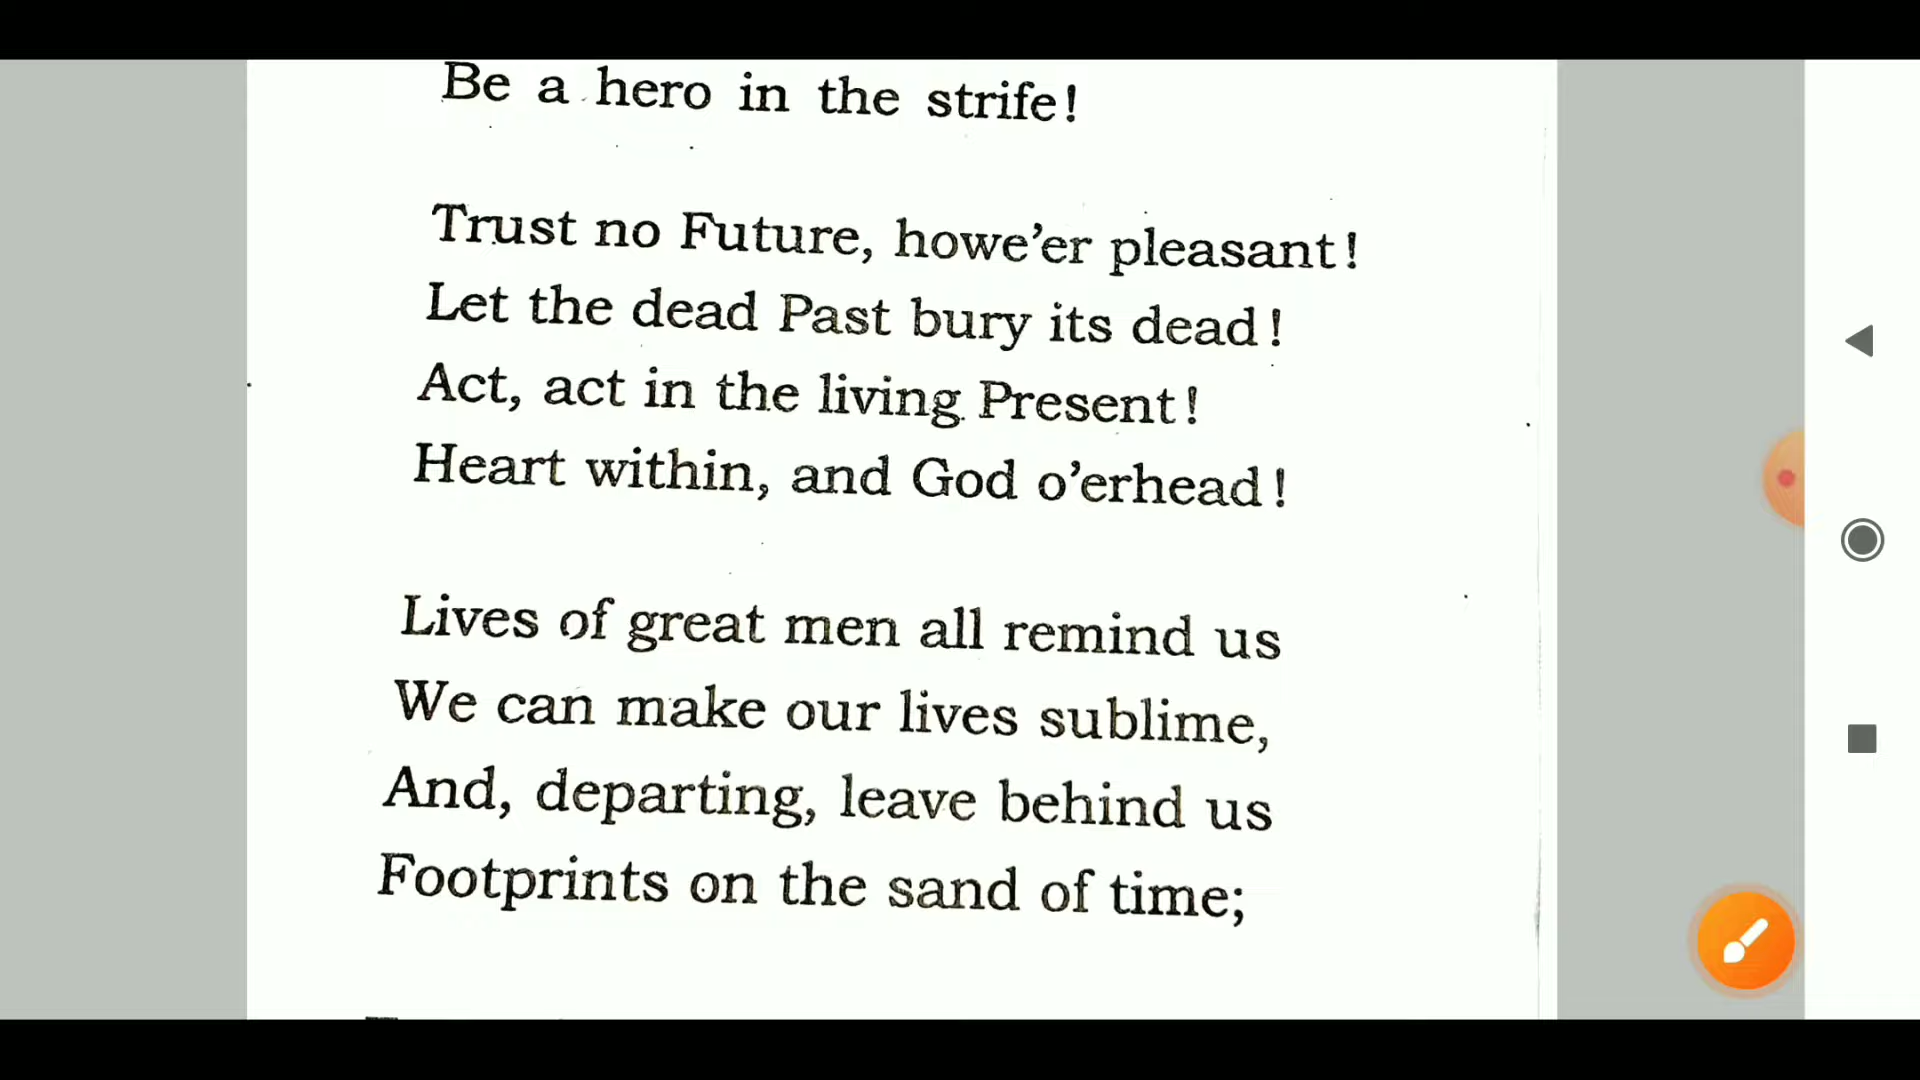 Be a hero in the strife!
Trust no Future, howe'er pleasant!
Let the dead Past bury its dead!
Act, act in the living Present!
Heart within, and God o'erhead!
Lives of great men all remind us
We can make our lives sublime,
And, departing, leave behind us
Footprints on the sand of time;